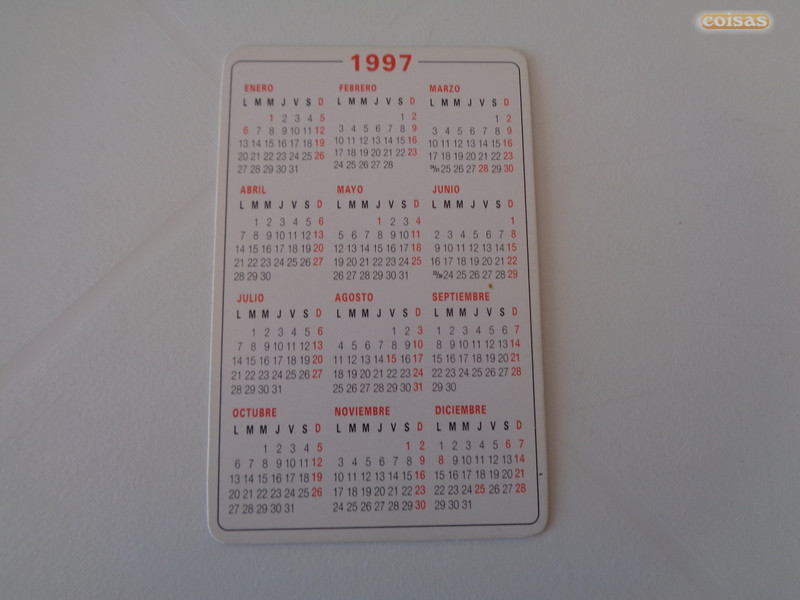 coisas
1997
ENERO
L M M J V S D
1 2 3 4 5
6 7 8 9 10 11 12
13 14 15 16 17 18 19
20 21 22 23 24 25 26
27 28 29 30 31
FEBRERO
L M M J V S D
1 2
3 4 5 6 7 8 9
10 11 12 13 14 15 16
17 18 19 20 21 22 23
24 25 26 27 28
MARZO
L M M J V S D
1 2
3 4 5 6 7 8 9
10 11 12 13 14 15 16
17 18 19 20 21 22 23
24/31 25 26 27 28 29 30
ABRIL
L M M J V S D
1 2 3 4 5 6
7 8 9 10 11 12 13
14 15 16 17 18 19 20
21 22 23 24 25 26 27
28 29 30
MAYO
L M M J V S D
1 2 3 4
5 6 7 8 9 10 11
12 13 14 15 16 17 18
19 20 21 22 23 24 25
26 27 28 29 30 31
JUNIO
L M M J V S D
1
2 3 4 5 6 7 8
9 10 11 12 13 14 15
16 17 18 19 20 21 22
23/30 24 25 26 27 28 29
JULIO
L M M J V S D
1 2 3 4 5 6
7 8 9 10 11 12 13
14 15 16 17 18 19 20
21 22 23 24 25 26 27
28 29 30 31
AGOSTO
L M M J V S D
1 2 3
4 5 6 7 8 9 10
11 12 13 14 15 16 17
18 19 20 21 22 23 24
25 26 27 28 29 30 31
SEPTIEMBRE
L M M J V S D
1 2 3 4 5 6 7
8 9 10 11 12 13 14
15 16 17 18 19 20 21
22 23 24 25 26 27 28
29 30
OCTUBRE
L M M J V S D
1 2 3 4 5
6 7 8 9 10 11 12
13 14 15 16 17 18 19
20 21 22 23 24 25 26
27 28 29 30 31
NOVIEMBRE
L M M J V S D
1 2
3 4 5 6 7 8 9
10 11 12 13 14 15 16
17 18 19 20 21 22 23
24 25 26 27 28 29 30
DICIEMBRE
L M M J V S D
1 2 3 4 5 6 7
8 9 10 11 12 13 14
15 16 17 18 19 20 21
22 23 24 25 26 27 28
29 30 31